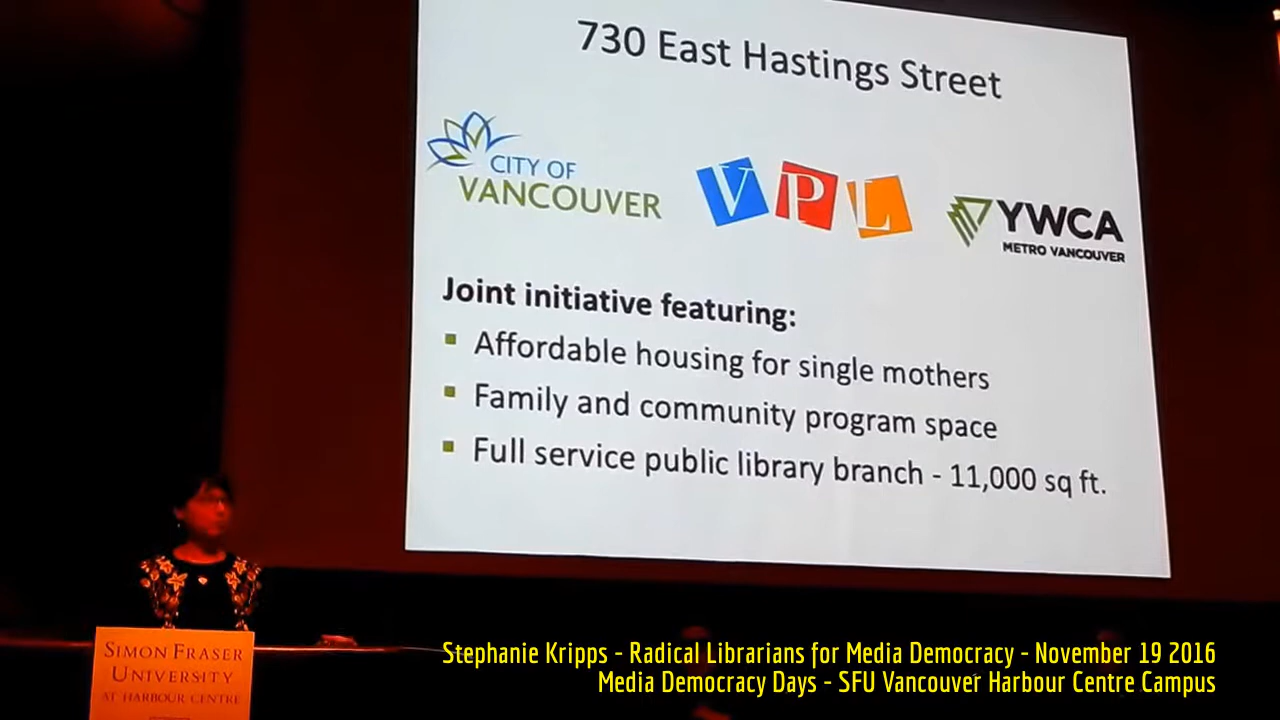 730 East Hastings Street
CITY OF
VANCOUVER
VPL
YWCA
METRO VANCOUVER
Joint initiative featuring:
Affordable housing for single mothers
Family and community program space
Full service public library branch - 11,000 sq ft.
SIMON FRASER
UNIVERSITY
AT HARBOUR CENTRE
Stephanie Kripps - Radical Librarians for Media Democracy - November 19 2016
Media Democracy Days - SFU Vancouver Harbour Centre Campus